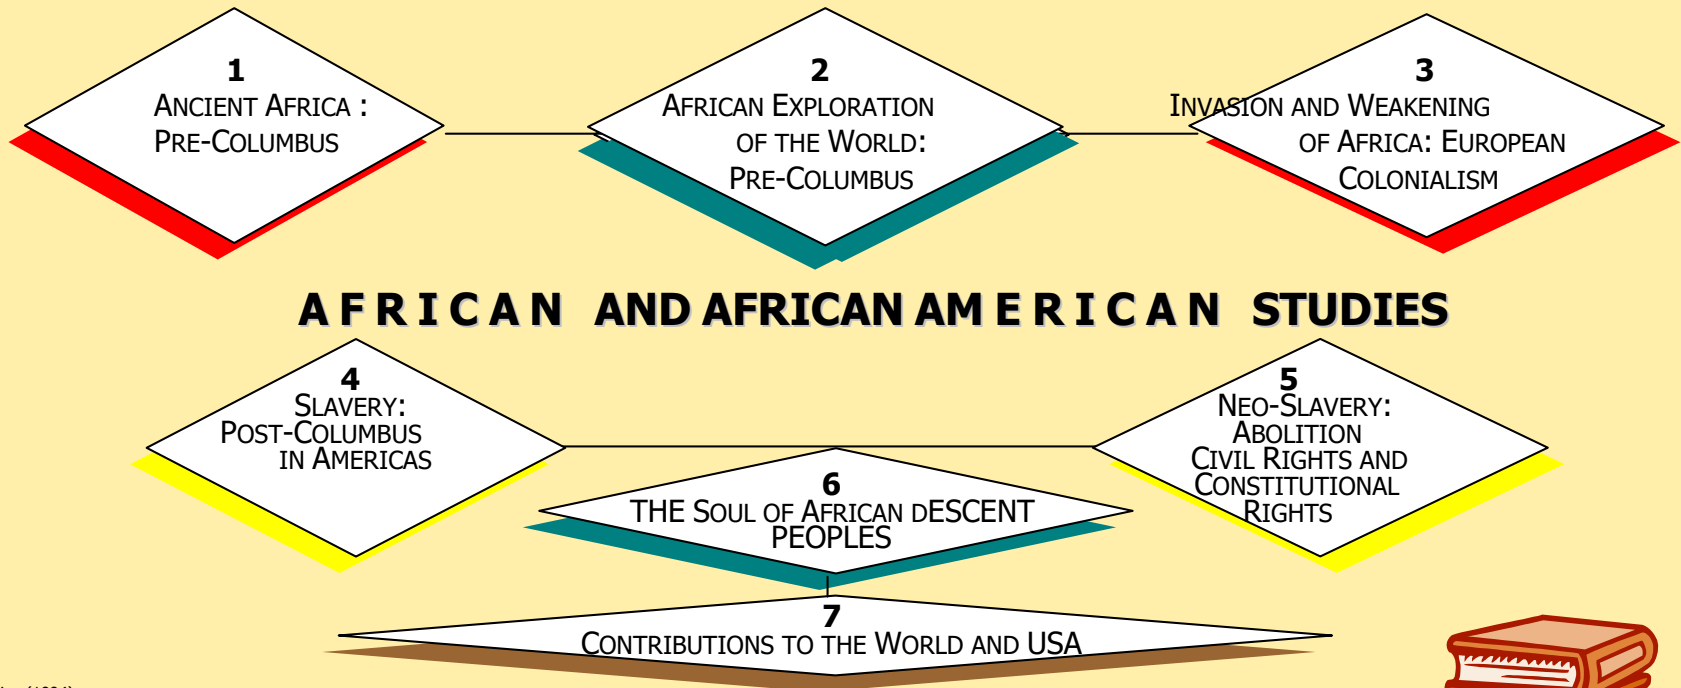 1
ANCIENT AFRICA :
PRE-COLUMBUS
2
AFRICAN EXPLORATION
OF THE WORLD:
PRE-COLUMBUS
3
INVASION AND WEAKENING
OF AFRICA: EUROPEAN
COLONIALISM
AFRICAN AND AFRICAN AMERICAN STUDIES
4
SLAVERY:
POST-COLUMBUS
IN AMERICAS
5
NEO-SLAVERY:
ABOLITION
CIVIL RIGHTS AND
CONSTITUTIONAL
RIGHTS
6
THE SOUL OF AFRICAN dESCENT
PEOPLES
7
CONTRIBUTIONS TO THE WORLD AND USA